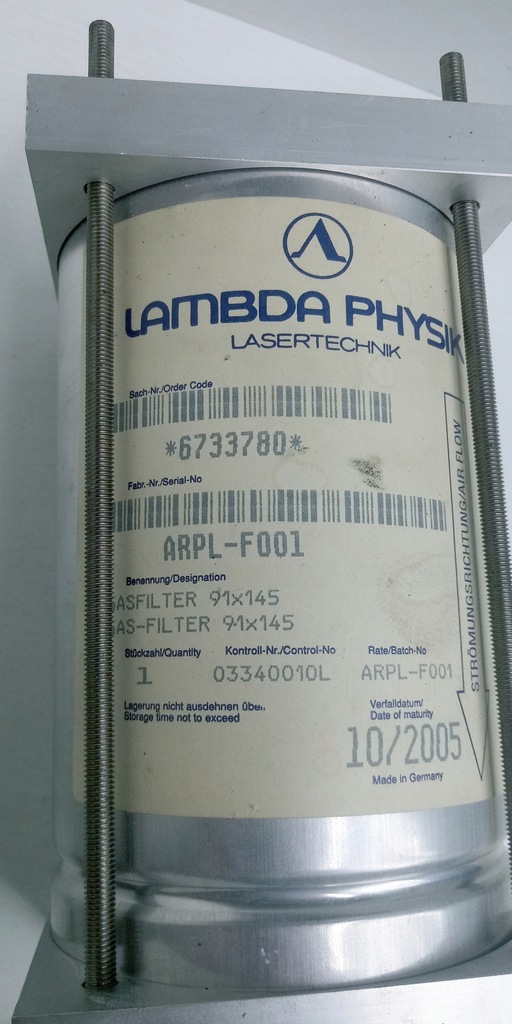 LAMBDA PHYSIK
LASERTECHNIK
Sach-Nr./Order Code
*6733780*
Fabr.-Nr./Serial-No
ARPL-F001
Benennung/Designation
ASFILTER 91x145
AS-FILTER 91x145
Stückzahl/Quantity Kontroll-Nr./Control-No Rate/Batch-No
1 03340010L ARPL-F001
Lagerung nicht ausdehnen über
Storage time not to exceed
Verfalldatum/
Date of maturity
10/2005
Made in Germany
STRÖMUNGSRICHTUNG/AIR FLOW